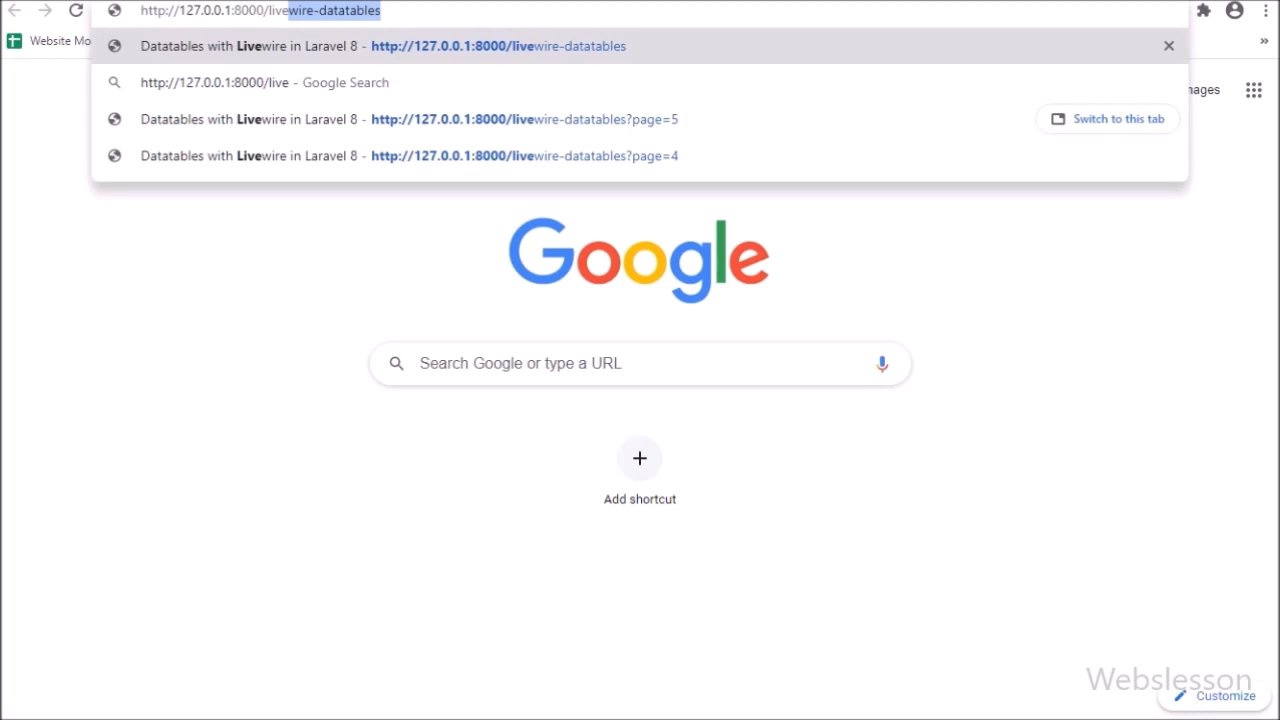 http://127.0.0.1:8000/livewire-datatables
Website Mo
»
Datatables with Livewire in Laravel 8 - http://127.0.0.1:8000/livewire-datatables
http://127.0.0.1:8000/live - Google Search
Datatables with Livewire in Laravel 8 - http://127.0.0.1:8000/livewire-datatables?page=5
Switch to this tab
Datatables with Livewire in Laravel 8 - http://127.0.0.1:8000/livewire-datatables?page=4
mages
Google
Search Google or type a URL
Add shortcut
Webslesson
Customize